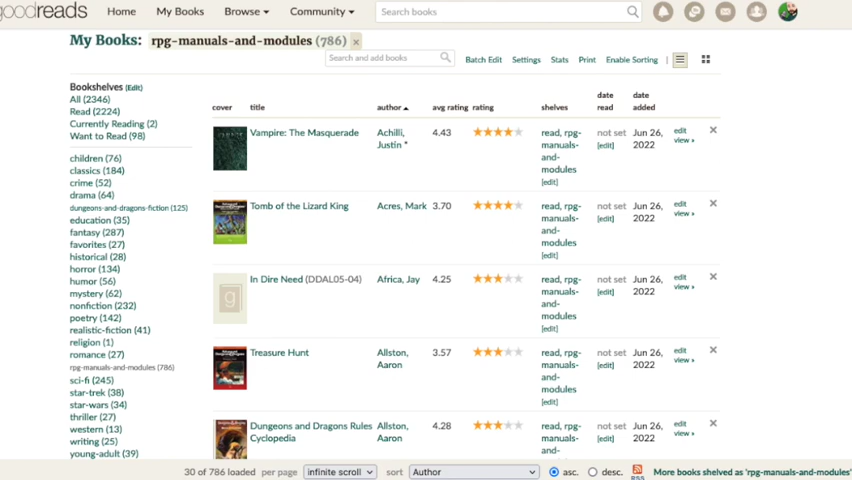 goodreads Home My Books Browse Community Search books
My Books: rpg-manuals-and-modules (786) ×
Search and add books Batch Edit Settings Stats Print Enable Sorting
Bookshelves (Edit)
All (2346)
Read (2224)
Currently Reading (2)
Want to Read (98)
children (76)
classics (184)
crime (52)
drama (64)
dungeons-and-dragons-fiction (125)
education (35)
fantasy (287)
favorites (27)
historical (28)
horror (134)
humor (56)
mystery (62)
nonfiction (232)
poetry (142)
realistic-fiction (41)
religion (1)
romance (27)
rpg-manuals-and-modules (786)
sci-fi (245)
star-trek (38)
star-wars (34)
thriller (27)
western (13)
writing (25)
young-adult (39)
cover title author avg rating rating shelves date read date added
Vampire: The Masquerade Achilli, Justin * 4.43 read, rpg-manuals-and-modules [edit] not set [edit] Jun 26, 2022 edit view »
Tomb of the Lizard King Acres, Mark 3.70 read, rpg-manuals-and-modules [edit] not set [edit] Jun 26, 2022 edit view »
In Dire Need (DDAL05-04) Africa, Jay 4.25 read, rpg-manuals-and-modules [edit] not set [edit] Jun 26, 2022 edit view »
Treasure Hunt Allston, Aaron 3.57 read, rpg-manuals-and-modules [edit] not set [edit] Jun 26, 2022 edit view »
Dungeons and Dragons Rules Cyclopedia Allston, Aaron 4.28 read, rpg-manuals-and- not set [edit] Jun 26, 2022 edit view »
30 of 786 loaded per page infinite scroll sort Author asc. desc. RSS More books shelved as 'rpg-manuals-and-modules'